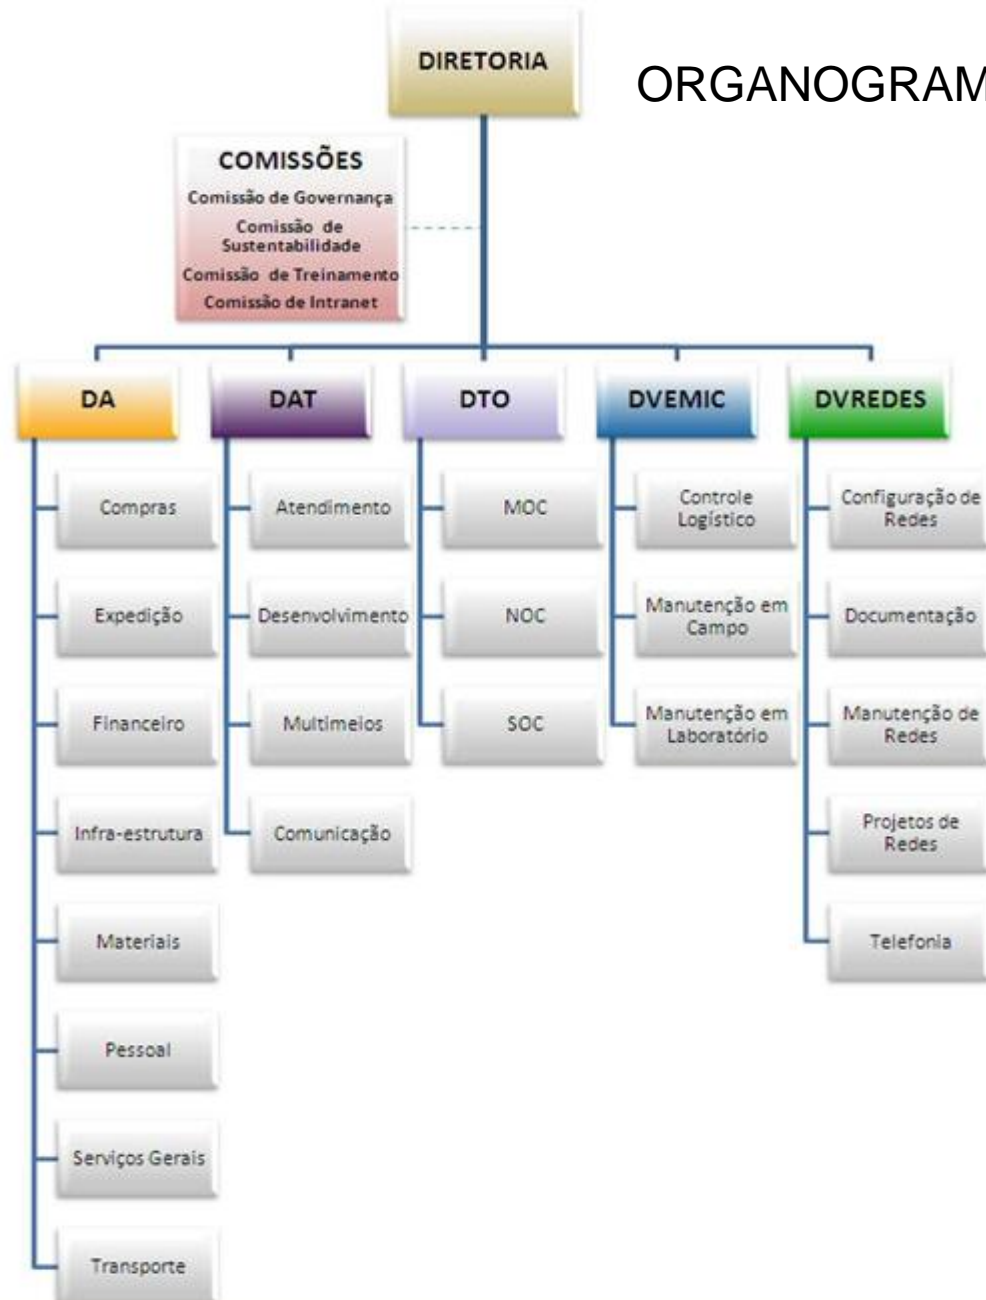 DIRETORIA
ORGANOGRAM
COMISSÕES
Comissão de Governança
Comissão de
Sustentabilidade
Comissão de Treinamento
Comissão de Intranet
DA
DAT
DTO
DVEMIC
DVREDES
Compras
Expedição
Financeiro
Infra-estrutura
Materiais
Pessoal
Serviços Gerais
Transporte
Atendimento
Desenvolvimento
Multimeios
Comunicação
MOC
NOC
SOC
Controle
Logístico
Manutenção em
Campo
Manutenção em
Laboratório
Configuração de
Redes
Documentação
Manutenção de
Redes
Projetos de
Redes
Telefonia